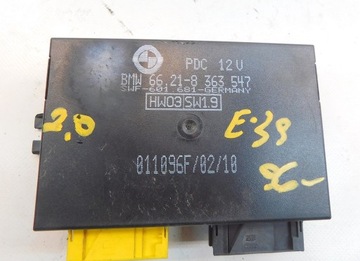 PDC 12V
BMW 66.21-8 363 547
SWF-601 681-GERMANY
HW03 SW1.9
2.0
E-39
011096F/02/10
96-